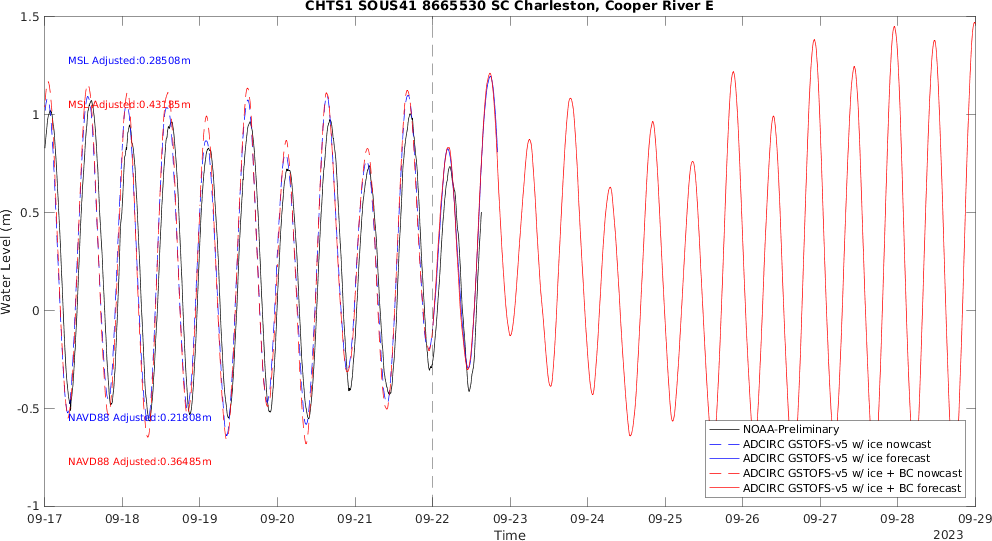 CHTS1 SOUS41 8665530 SC Charleston, Cooper River E
1.5
1
0.5
0
-0.5
-1
Water Level (m)
MSL Adjusted:0.28508m
MSL Adjusted:0.43185m
NAVD88 Adjusted:0.21808m
NAVD88 Adjusted:0.36485m
NOAA-Preliminary
ADCIRC GSTOFS-v5 w/ ice nowcast
ADCIRC GSTOFS-v5 w/ ice forecast
ADCIRC GSTOFS-v5 w/ ice + BC nowcast
ADCIRC GSTOFS-v5 w/ ice + BC forecast
09-17 09-18 09-19 09-20 09-21 09-22 09-23 09-24 09-25 09-26 09-27 09-28 09-29
Time
2023